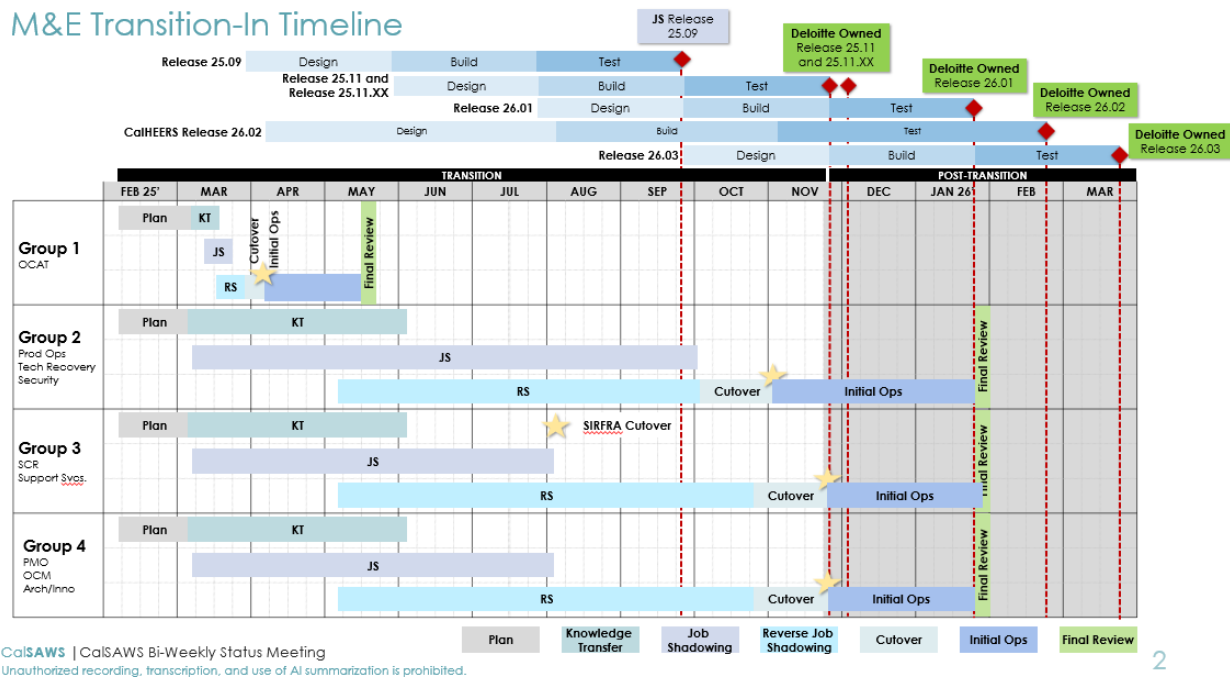 M&E Transition-In Timeline
JS Release
25.09
Deloitte Owned
Release 25.11
and 25.11.XX
Deloitte Owned
Release 26.01
Deloitte Owned
Release 26.02
Deloitte Owned
Release 26.03
Release 25.09 Design Build Test
Release 25.11 and
Release 25.11.XX
Design Build Test
Release 26.01 Design Build Test
CalHEERS Release 26.02 Design Build Test
Release 26.03 Design Build Test
TRANSITION POST-TRANSITION
FEB 25' MAR APR MAY JUN JUL AUG SEP OCT NOV DEC JAN 26 FEB MAR
Group 1
OCAT
Plan KT
JS
RS
Cutover
Initial Ops
Final Review
Group 2
Prod Ops
Tech Recovery
Security
Plan KT
JS
RS Cutover Initial Ops
Final Review
Group 3
SCR
Support Svcs.
Plan KT SIRFRA Cutover
JS
RS Cutover Initial Ops
Final Review
Group 4
PMO
OCM
Arch/Inno
Plan KT
JS
RS Cutover Initial Ops
Final Review
Plan
Knowledge
Transfer
Job
Shadowing
Reverse Job
Shadowing
Cutover
Initial Ops
Final Review
CalSAWS | CalSAWS Bi-Weekly Status Meeting
Unauthorized recording, transcription, and use of AI summarization is prohibited.
2